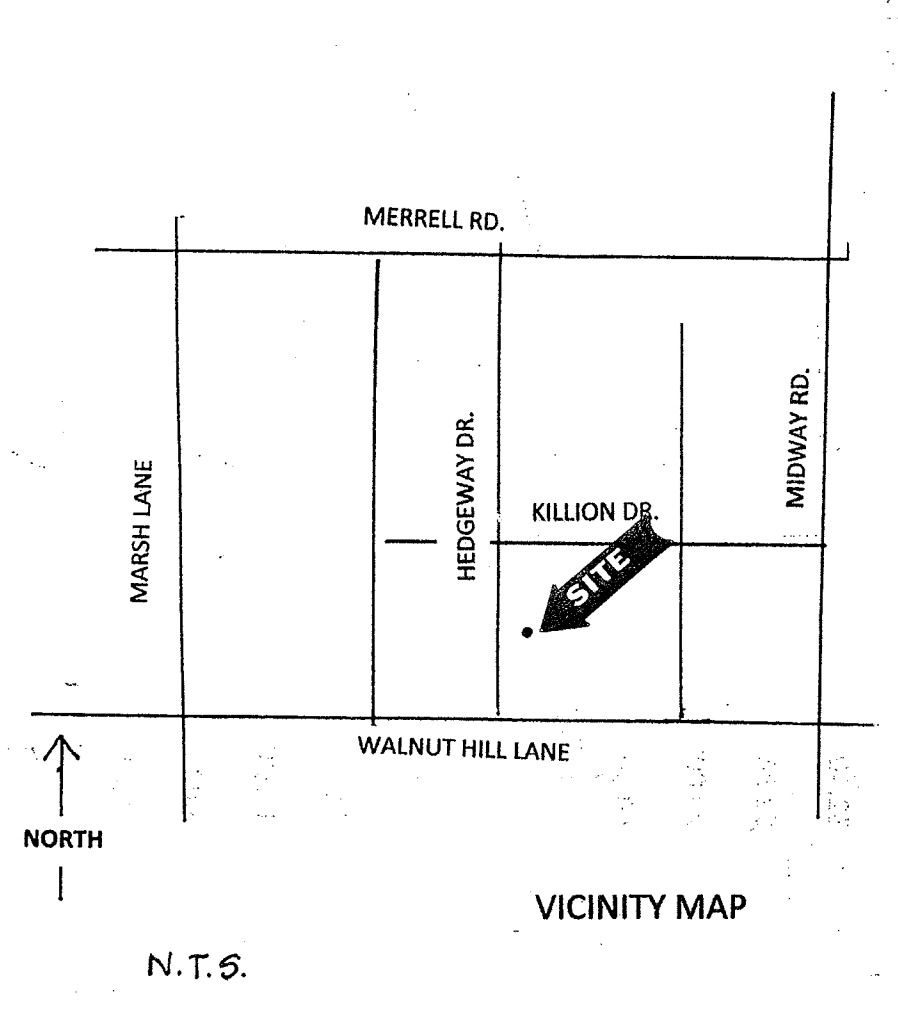 MERRELL RD.
MARSH LANE
HEDGEWAY DR.
MIDWAY RD.
KILLION DR.
SITE
WALNUT HILL LANE
NORTH
VICINITY MAP
N.T.S.